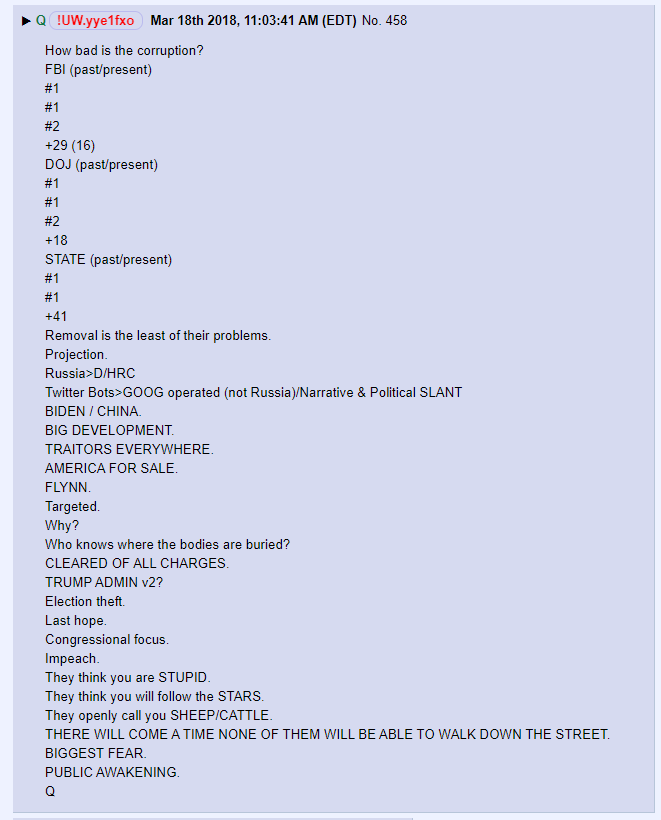 ▶ Q !UW.yye1fxo Mar 18th 2018, 11:03:41 AM (EDT) No. 458
How bad is the corruption?
FBI (past/present)
#1
#1
#2
+29 (16)
DOJ (past/present)
#1
#1
#2
+18
STATE (past/present)
#1
#1
+41
Removal is the least of their problems.
Projection.
Russia>D/HRC
Twitter Bots>GOOG operated (not Russia)/Narrative & Political SLANT
BIDEN / CHINA.
BIG DEVELOPMENT.
TRAITORS EVERYWHERE.
AMERICA FOR SALE.
FLYNN.
Targeted.
Why?
Who knows where the bodies are buried?
CLEARED OF ALL CHARGES.
TRUMP ADMIN v2?
Election theft.
Last hope.
Congressional focus.
Impeach.
They think you are STUPID.
They think you will follow the STARS.
They openly call you SHEEP/CATTLE.
THERE WILL COME A TIME NONE OF THEM WILL BE ABLE TO WALK DOWN THE STREET.
BIGGEST FEAR.
PUBLIC AWAKENING.
Q